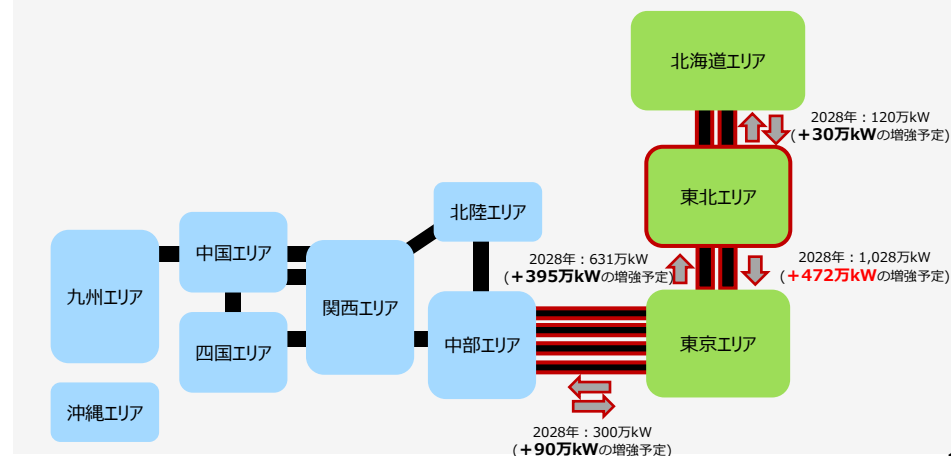 北海道エリア
2028年：120万kW
(＋30万kWの増強予定)
東北エリア
北陸エリア
中国エリア
2028年：631万kW
(＋395万kWの増強予定)
2028年：1,028万kW
(＋472万kWの増強予定)
九州エリア
関西エリア
四国エリア
中部エリア
東京エリア
沖縄エリア
2028年：300万kW
(＋90万kWの増強予定)